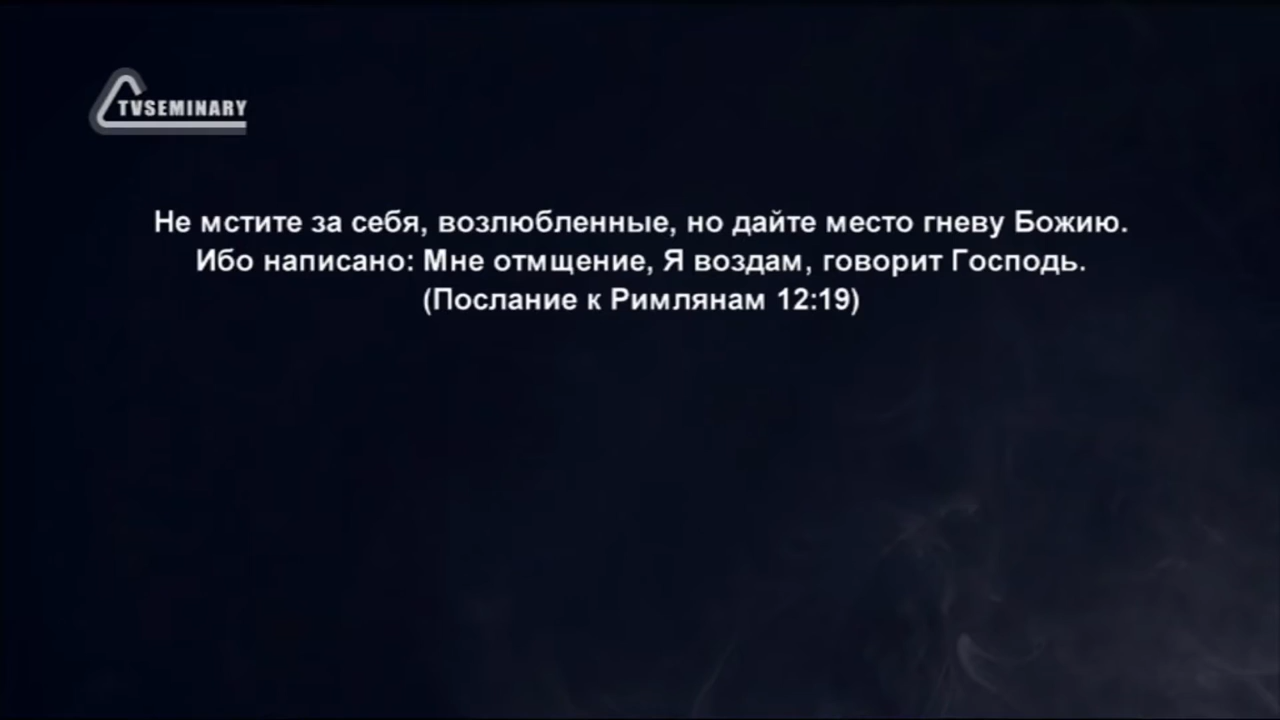 TVSEMINARY
Не мстите за себя, возлюбленные, но дайте место гневу Божию.
Ибо написано: Мне отмщение, Я воздам, говорит Господь.
(Послание к Римлянам 12:19)